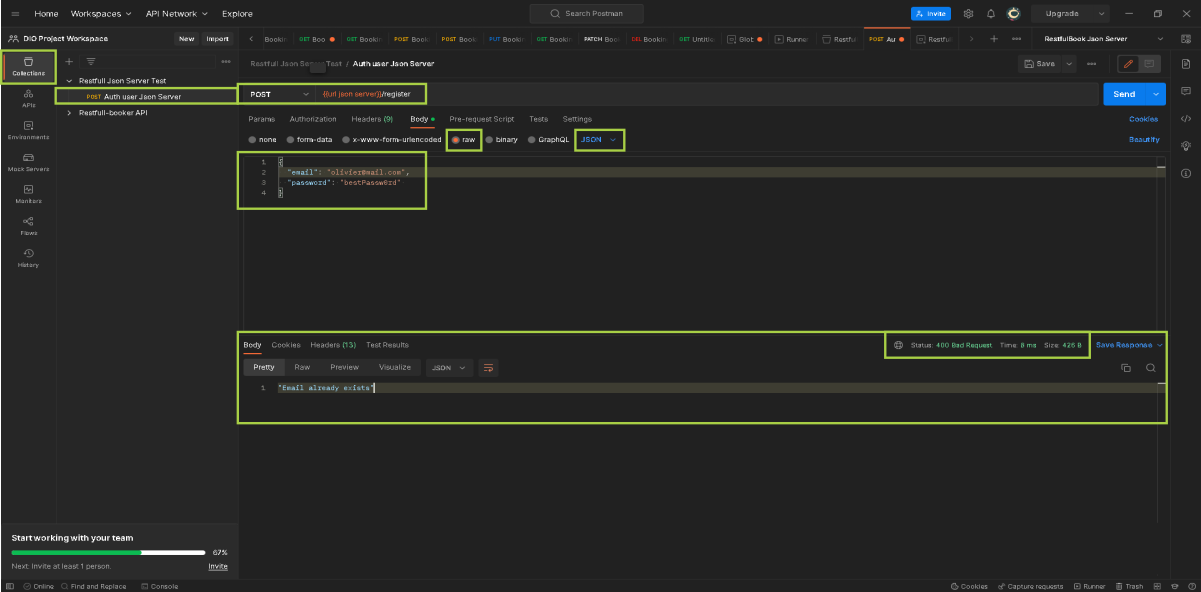 Home Workspaces API Network Explore Search Postman Invite Upgrade
DIO Project Workspace New Import Bookin GET Boo GET Bookin POST Book POST Book PUT Bookin GET Bookin PATCH Boo DEL Bookin GET Untitle Glob Runner Restful POST Au Restful RestfulBook Json Server
Collections
APIs
Environments
Mock Servers
Monitors
Flows
History
Restfull Json Server Test
POST Auth user Json Server
Restfull-booker API
/ Auth user Json Server Save
POST {{url json server}}/register Send
Params Authorization Headers (9) Body Pre-request Script Tests Settings Cookies
none form-data x-www-form-urlencoded raw binary GraphQL JSON Beautify
1 {
2 "email": "olivier@mail.com",
3 "password": "bestPassw0rd"
4 }
Body Cookies Headers (13) Test Results Status: 400 Bad Request Time: 8 ms Size: 426 B Save Response
Pretty Raw Preview Visualize JSON
1 "Email already exists"
Start working with your team
67%
Next: Invite at least 1 person. Invite
Online Find and Replace Console Cookies Capture requests Runner Trash